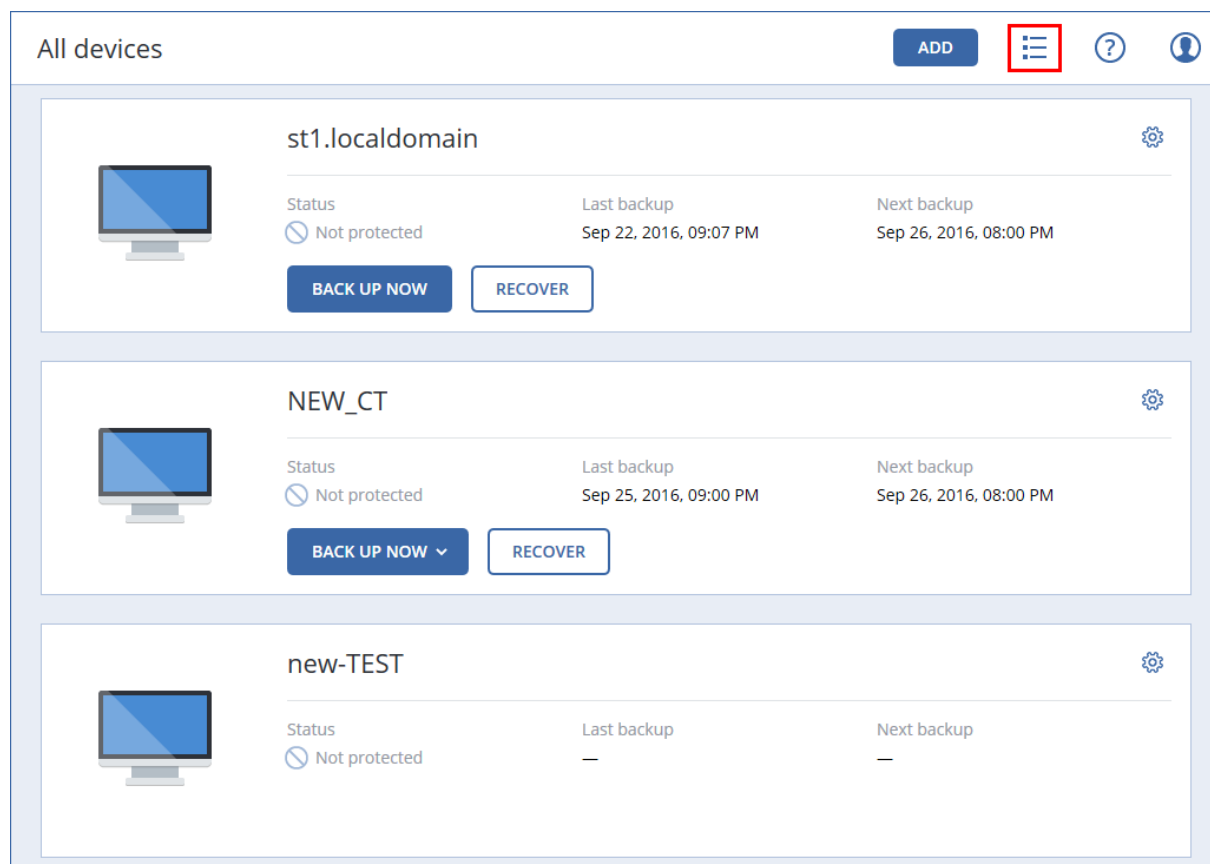 All devices
ADD
?
st1.localdomain
Status Last backup Next backup
Not protected Sep 22, 2016, 09:07 PM Sep 26, 2016, 08:00 PM
BACK UP NOW RECOVER
NEW_CT
Status Last backup Next backup
Not protected Sep 25, 2016, 09:00 PM Sep 26, 2016, 08:00 PM
BACK UP NOW RECOVER
new-TEST
Status Last backup Next backup
Not protected — —